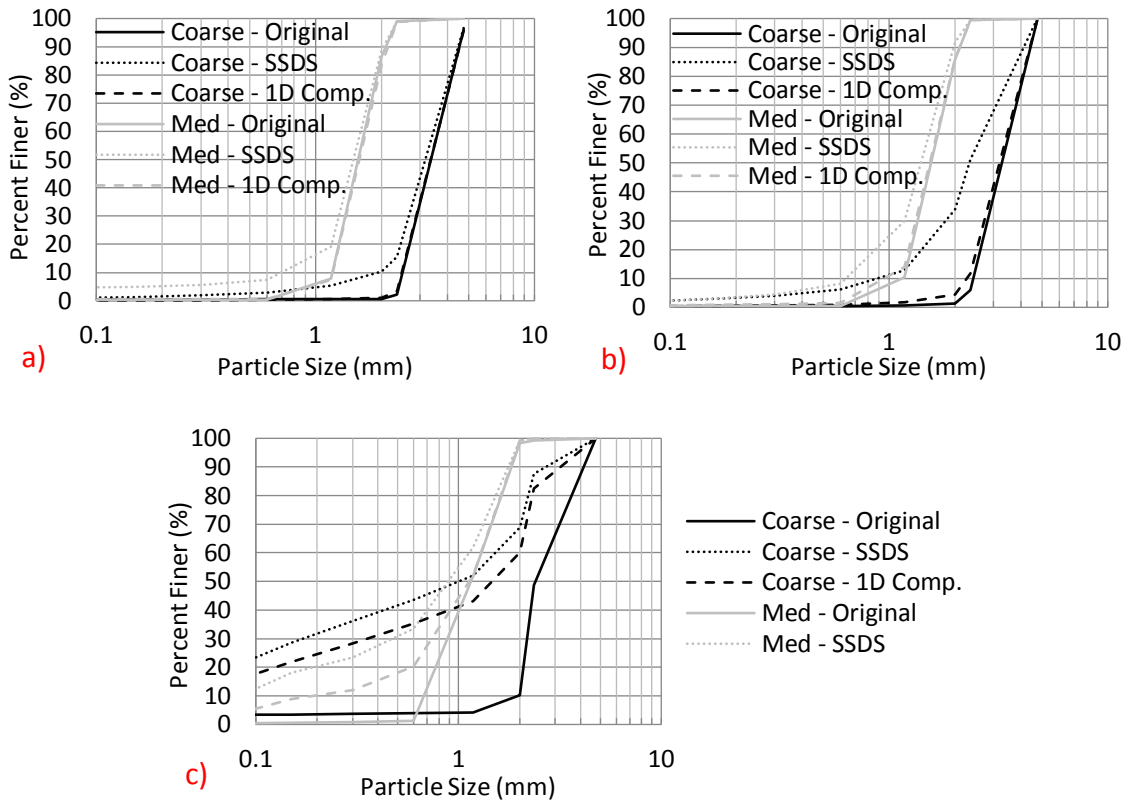 100
90
80
70
60
50
40
30
20
10
0
Percent Finer (%)
Coarse - Original
Coarse - SSDS
Coarse - 1D Comp.
Med - Original
Med - SSDS
Med - 1D Comp.
0.1
1
10
Particle Size (mm)
a)
100
90
80
70
60
50
40
30
20
10
0
Percent Finer (%)
Coarse - Original
Coarse - SSDS
Coarse - 1D Comp.
Med - Original
Med - SSDS
Med - 1D Comp.
0.1
1
10
Particle Size (mm)
b)
100
90
80
70
60
50
40
30
20
10
0
Percent Finer (%)
0.1
1
10
Particle Size (mm)
c)
Coarse - Original
Coarse - SSDS
Coarse - 1D Comp.
Med - Original
Med - SSDS